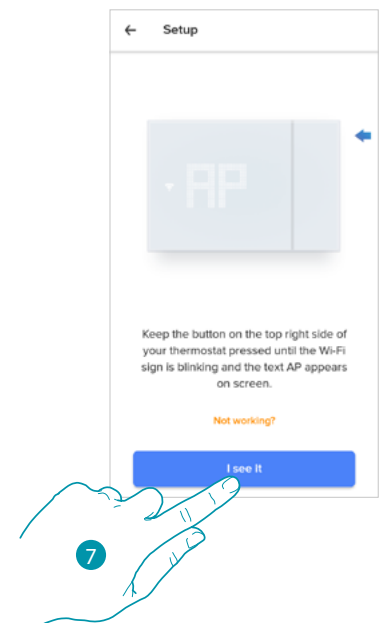 Setup
AP
Keep the button on the top right side of
your thermostat pressed until the Wi-Fi
sign is blinking and the text AP appears
on screen.
Not working?
I see It
7